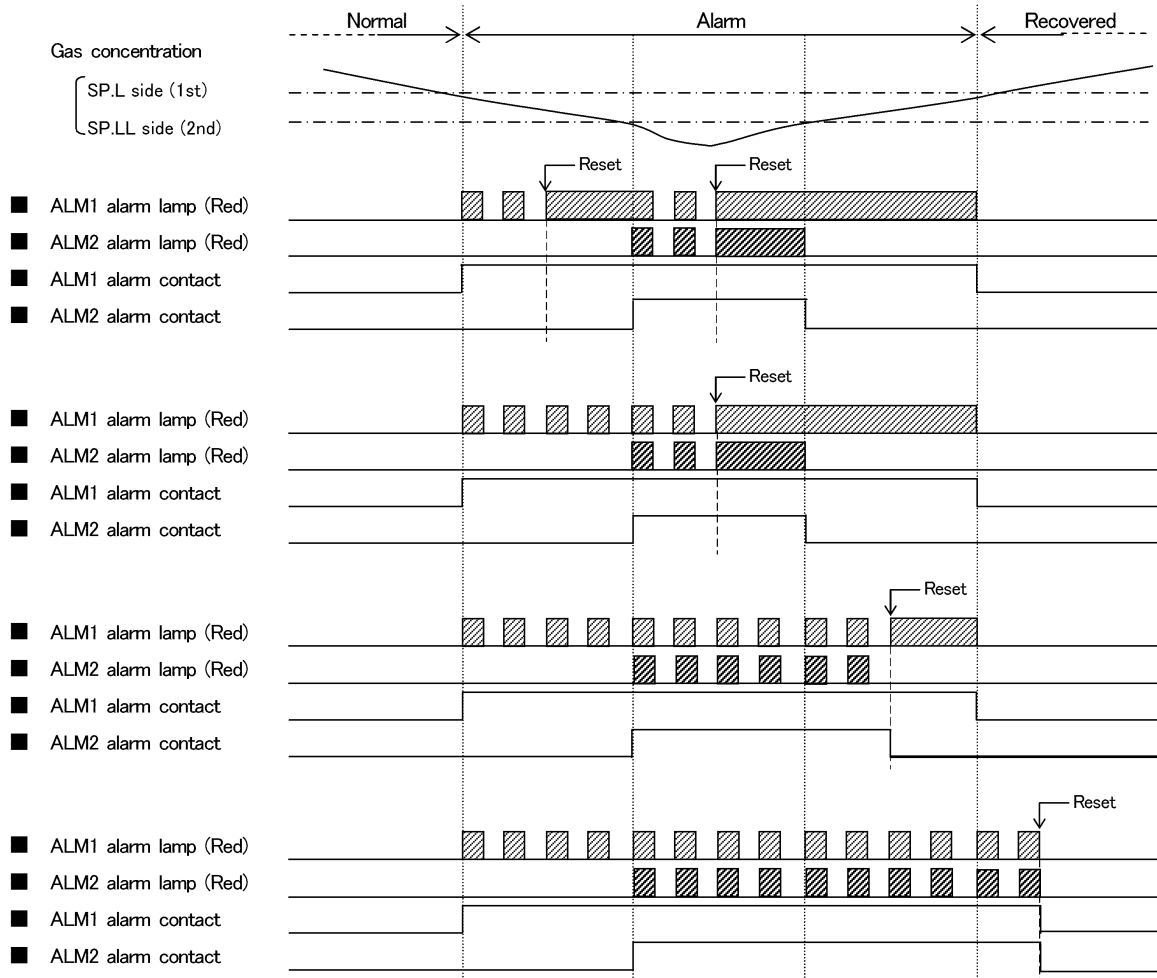 Normal Alarm Recovered
Gas concentration
SP.L side (1st)
SP.LL side (2nd)
Reset Reset
■ ALM1 alarm lamp (Red)
■ ALM2 alarm lamp (Red)
■ ALM1 alarm contact
■ ALM2 alarm contact
Reset
■ ALM1 alarm lamp (Red)
■ ALM2 alarm lamp (Red)
■ ALM1 alarm contact
■ ALM2 alarm contact
Reset
■ ALM1 alarm lamp (Red)
■ ALM2 alarm lamp (Red)
■ ALM1 alarm contact
■ ALM2 alarm contact
Reset
■ ALM1 alarm lamp (Red)
■ ALM2 alarm lamp (Red)
■ ALM1 alarm contact
■ ALM2 alarm contact